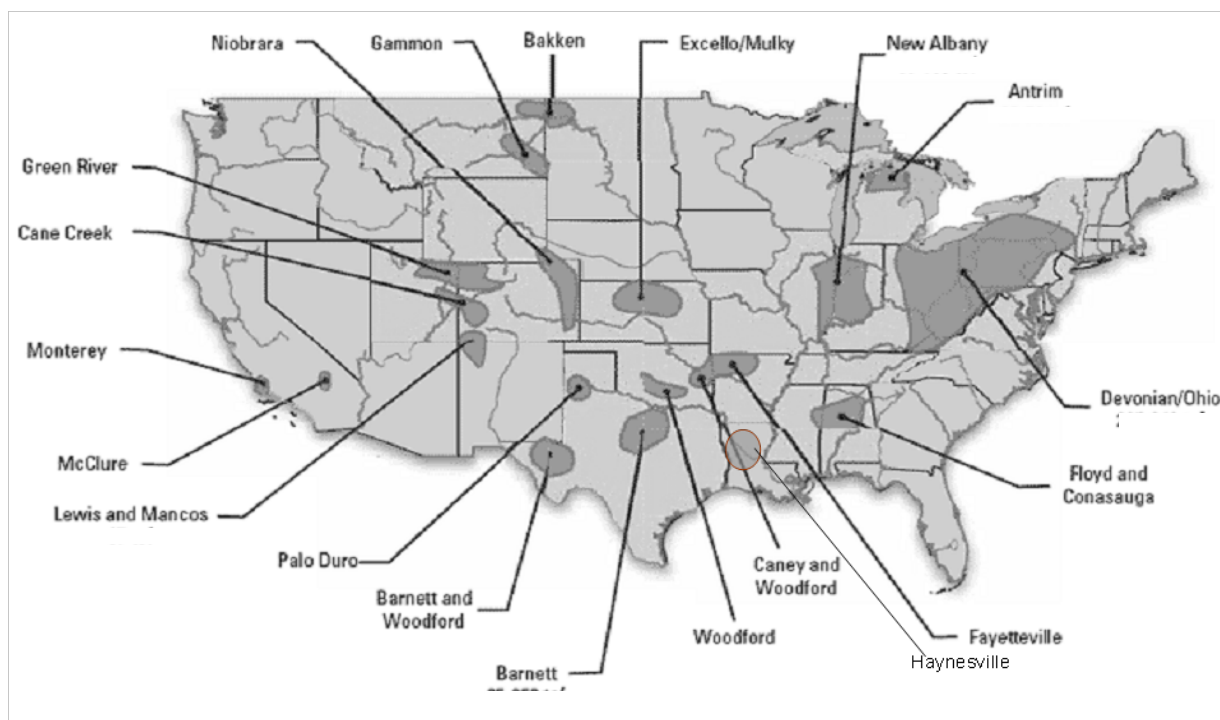 Niobrara
Gammon
Bakken
Excello/Mulky
New Albany
Antrim
Green River
Cane Creek
Monterey
McClure
Lewis and Mancos
Palo Duro
Barnett and
Woodford
Barnett
Woodford
Caney and
Woodford
Fayetteville
Haynesville
Floyd and
Conasauga
Devonian/Ohio